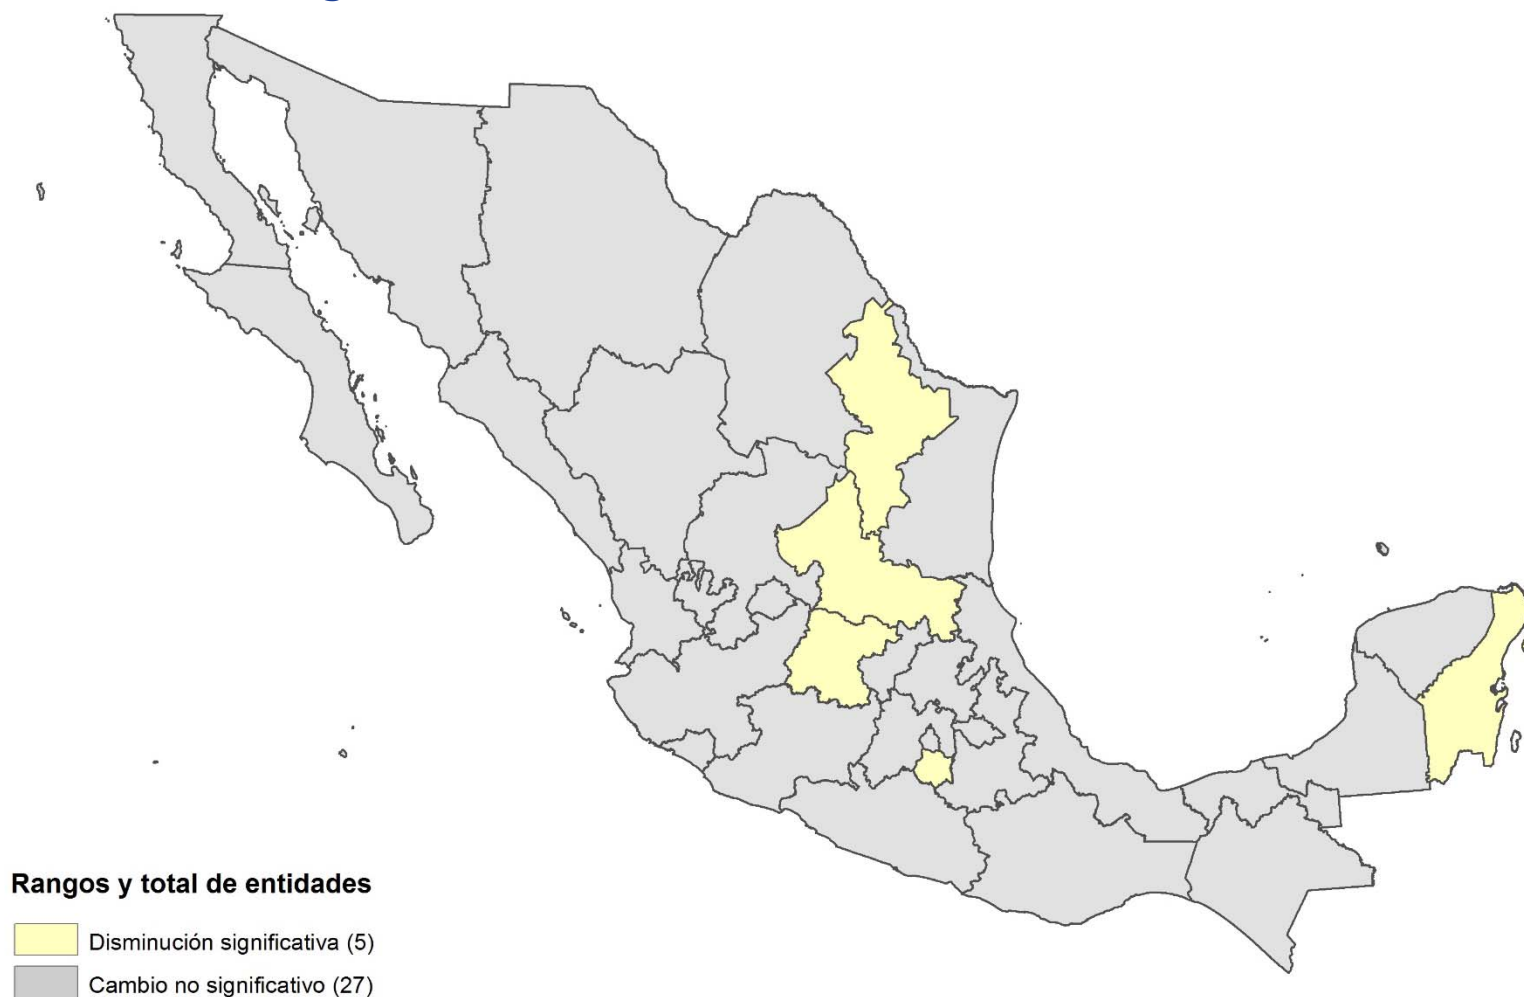 Rangos y total de entidades
Disminución significativa (5)
Cambio no significativo (27)